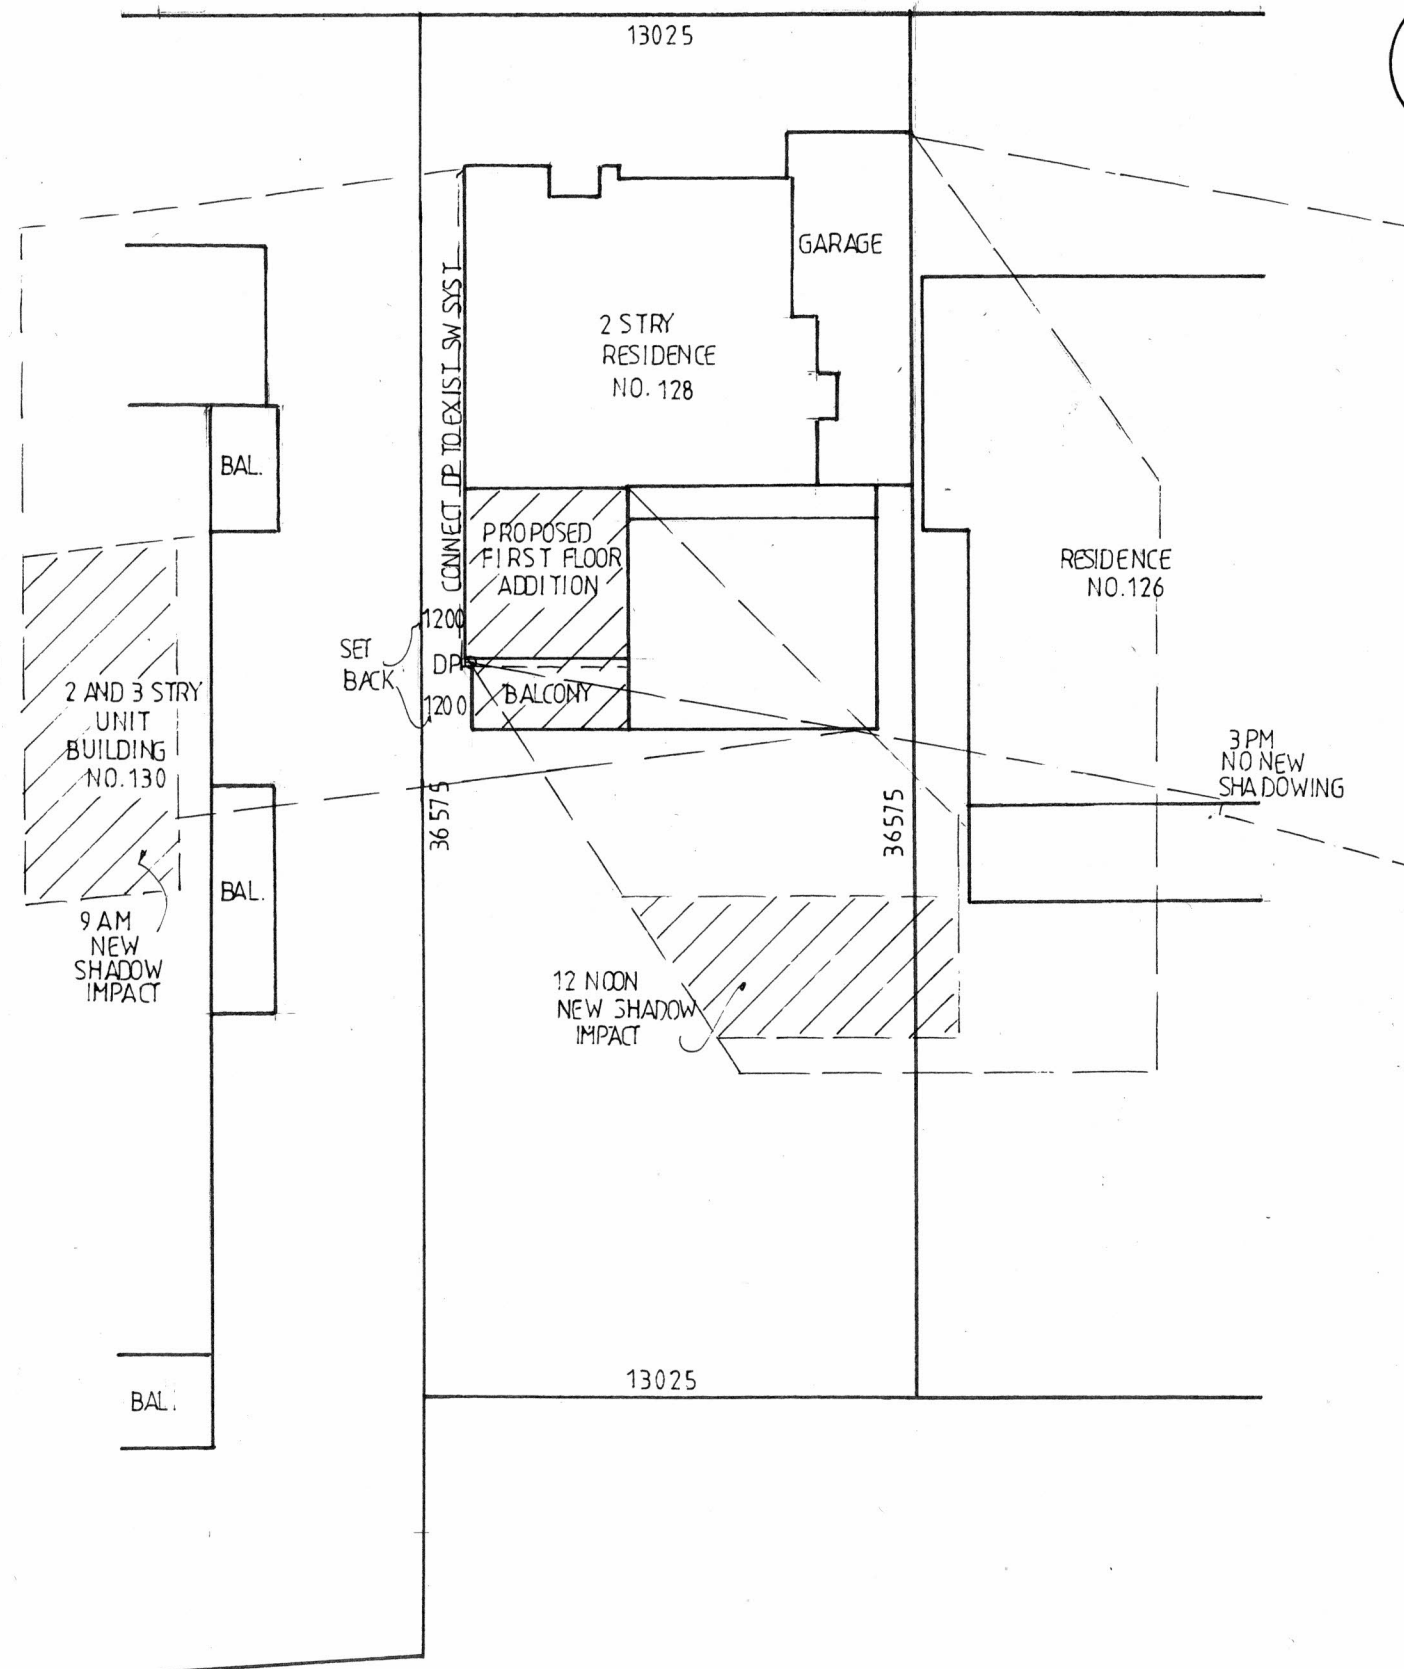 13025
GARAGE
2 STRY
RESIDENCE
NO. 128
CONNECT DP TO EXIST SW SYST
BAL.
PROPOSED
FIRST FLOOR
ADDITION
RESIDENCE
NO.126
1200
SET
BACK
DP
1200
BALCONY
2 AND 3 STRY
UNIT
BUILDING
NO.130
3PM
NO NEW
SHADOWING
36575
36575
BAL.
9 AM
NEW
SHADOW
IMPACT
12 NOON
NEW SHADOW
IMPACT
13025
BAL.